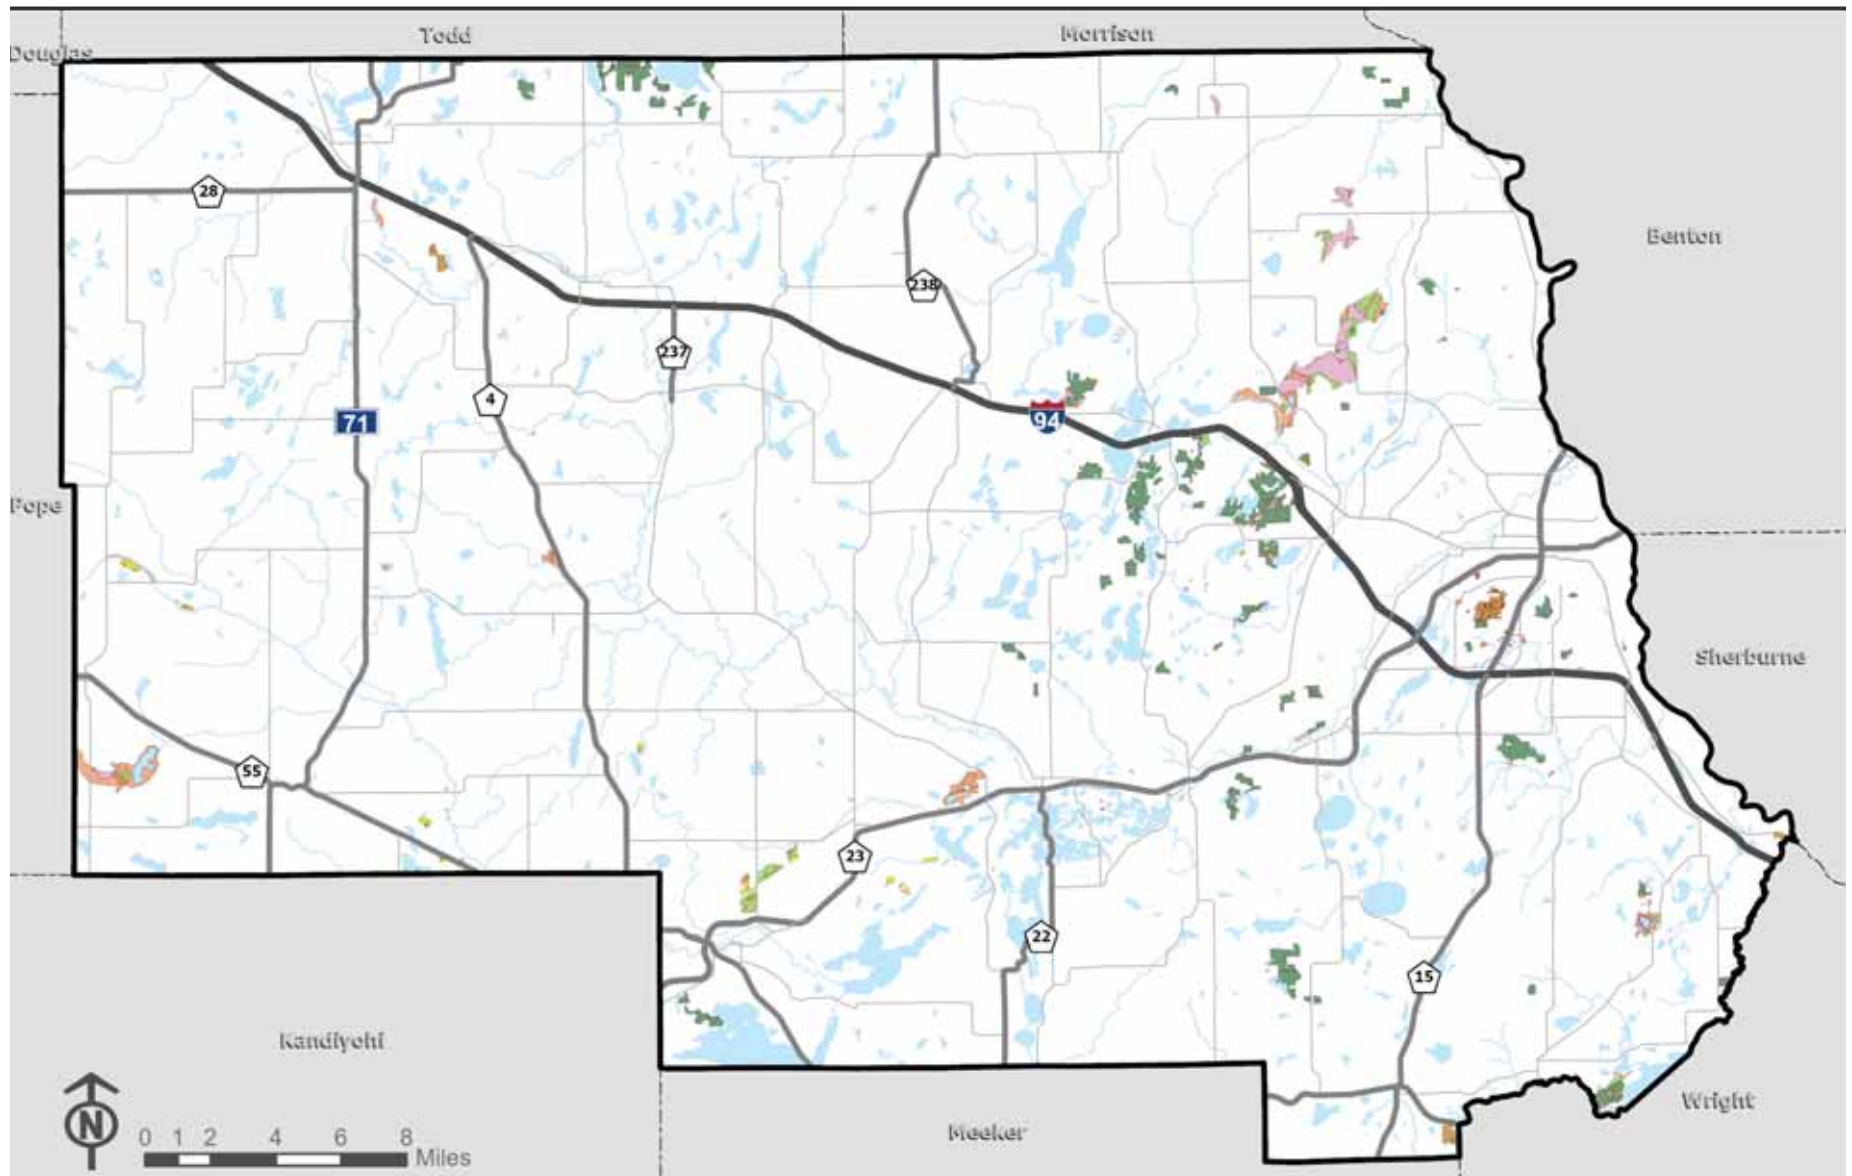 Todd
Morrison
Douglas
28
Benton
238
237
4
71
94
Pope
Sherburne
55
23
22
15
Kandiyohi
Wright
Meeker
N
0 1 2 4 6 8
Miles